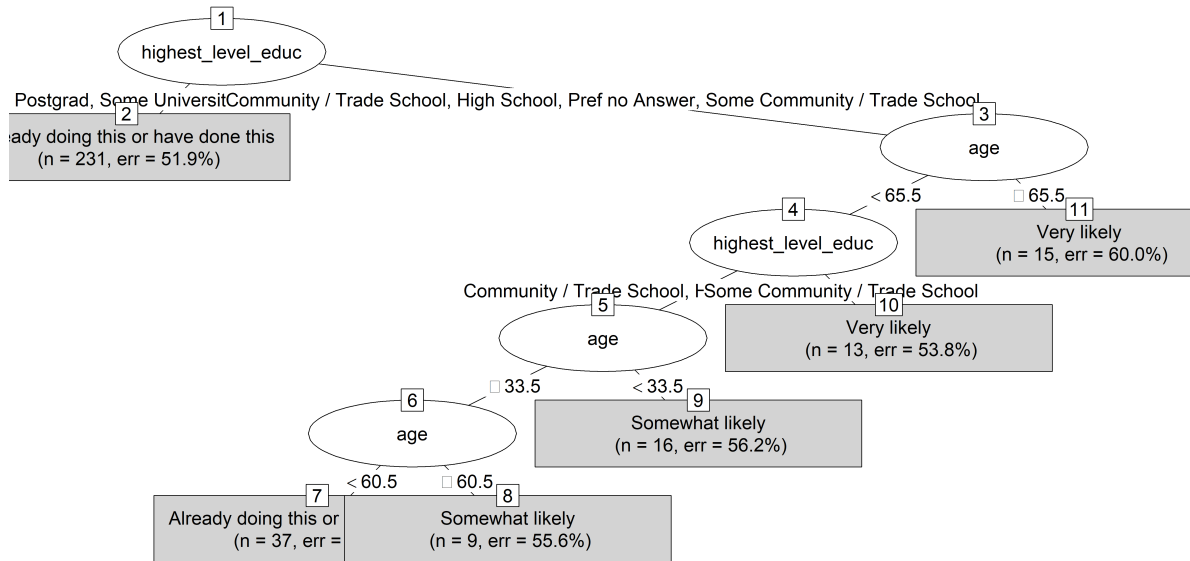 1
highest_level_educ
Postgrad, Some Universit
Community / Trade School, High School, Pref no Answer, Some Community / Trade School
2
eady doing this or have done this
(n = 231, err = 51.9%)
3
age
< 65.5
□ 65.5
4
highest_level_educ
11
Very likely
(n = 15, err = 60.0%)
Community / Trade School, H
Some Community / Trade School
5
age
10
Very likely
(n = 13, err = 53.8%)
□ 33.5
< 33.5
6
age
9
Somewhat likely
(n = 16, err = 56.2%)
< 60.5
□ 60.5
7
Already doing this or
(n = 37, err =
8
Somewhat likely
(n = 9, err = 55.6%)